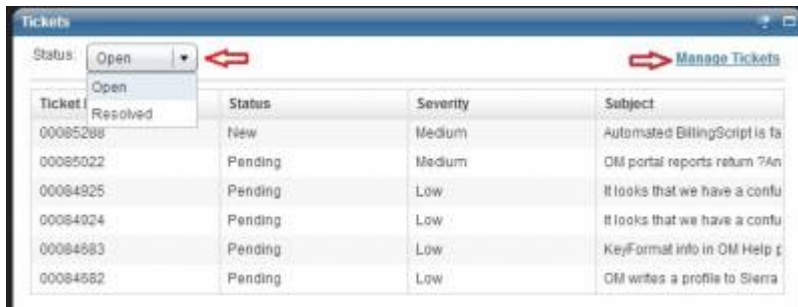 Tickets
Status: Open Manage Tickets
Open
Resolved
Ticket Status Severity Subject
00085288 New Medium Automated BillingScript is fa
00085022 Pending Medium OM portal reports return ?An
00084925 Pending Low It looks that we have a confu
00084924 Pending Low It looks that we have a confu
00084683 Pending Low KeyFormat info in OM Help p
00084682 Pending Low OM writes a profile to Sierra